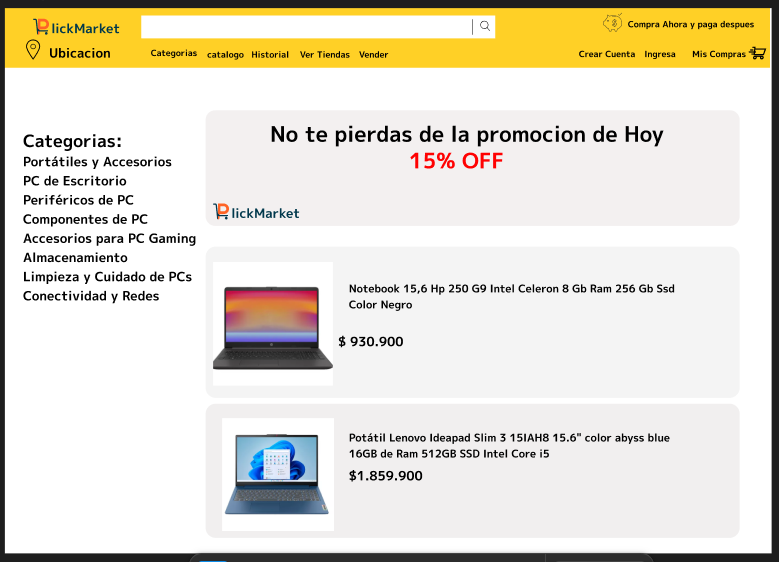 PlickMarket
Compra Ahora y paga despues
Ubicacion
Categorias catalogo Historial Ver Tiendas Vender
Crear Cuenta Ingresa Mis Compras
Categorias:
Portátiles y Accesorios
PC de Escritorio
Periféricos de PC
Componentes de PC
Accesorios para PC Gaming
Almacenamiento
Limpieza y Cuidado de PCs
Conectividad y Redes
No te pierdas de la promocion de Hoy
15% OFF
PlickMarket
Notebook 15,6 Hp 250 G9 Intel Celeron 8 Gb Ram 256 Gb Ssd
Color Negro
$ 930.900
Potátil Lenovo Ideapad Slim 3 15IAH8 15.6" color abyss blue
16GB de Ram 512GB SSD Intel Core i5
$1.859.900